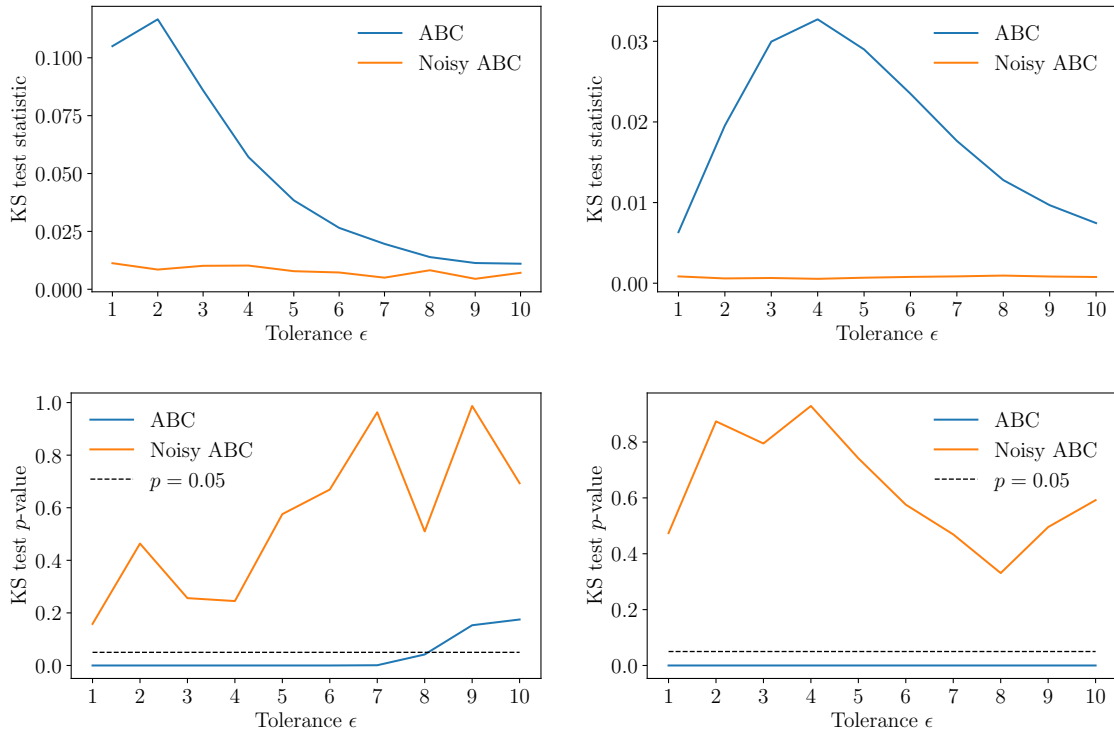 KS test statistic
0.100
0.075
0.050
0.025
0.000
ABC
Noisy ABC
1 2 3 4 5 6 7 8 9 10
Tolerance ϵ
KS test statistic
0.03
0.02
0.01
0.00
ABC
Noisy ABC
1 2 3 4 5 6 7 8 9 10
Tolerance ϵ
KS test p-value
1.0
0.8
0.6
0.4
0.2
0.0
ABC
Noisy ABC
p = 0.05
1 2 3 4 5 6 7 8 9 10
Tolerance ϵ
KS test p-value
0.8
0.6
0.4
0.2
0.0
ABC
Noisy ABC
p = 0.05
1 2 3 4 5 6 7 8 9 10
Tolerance ϵ